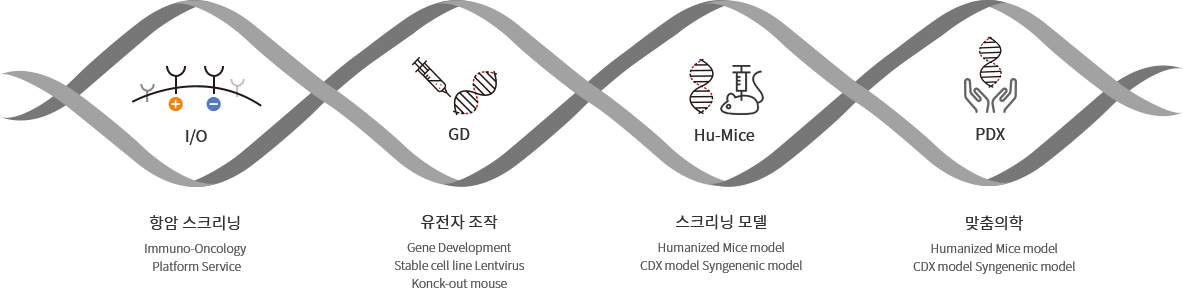 I/O
GD
Hu-Mice
PDX
항암 스크리닝
Immuno-Oncology
Platform Service
유전자 조작
Gene Development
Stable cell line Lentvirus
Konck-out mouse
스크리닝 모델
Humanized Mice model
CDX model Syngenenic model
맞춤의학
Humanized Mice model
CDX model Syngenenic model